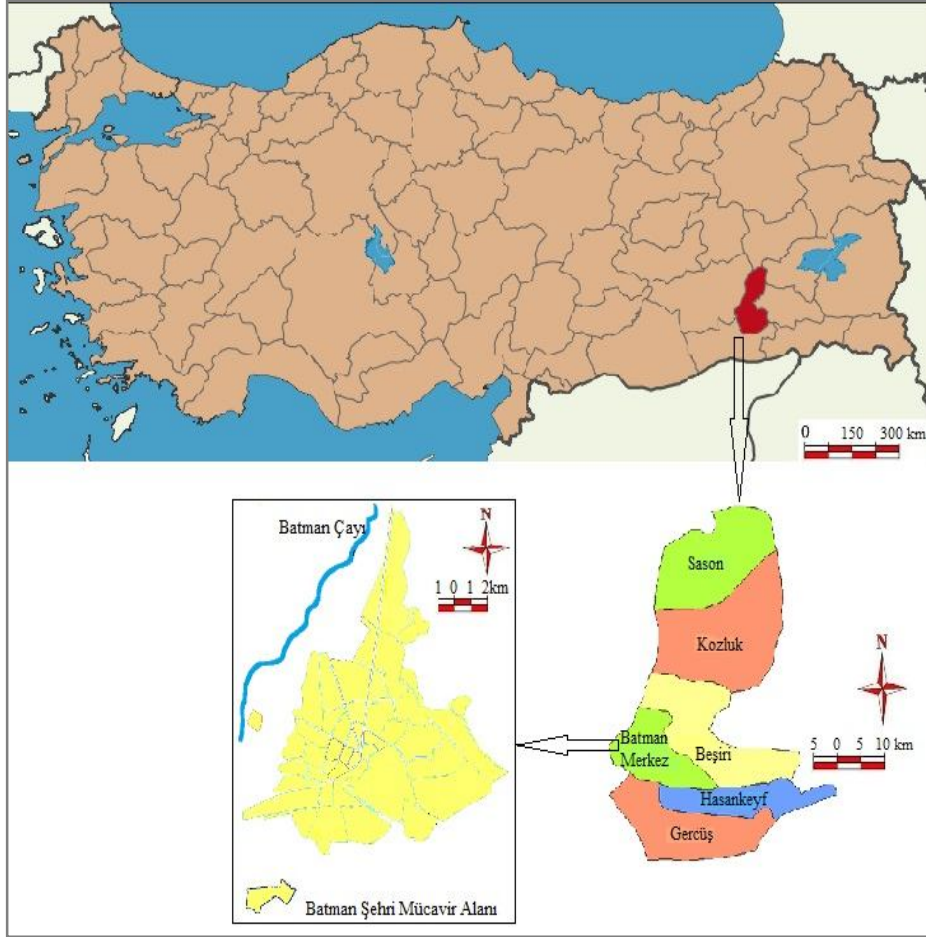 0 150 300 km
Batman Çayı
N
1 0 1 2km
Batman Şehri Mücavir Alanı
Sason
Kozluk
N
Batman
Merkez
Beşiri
5 0 5 10 km
Hasankeyf
Gercüş